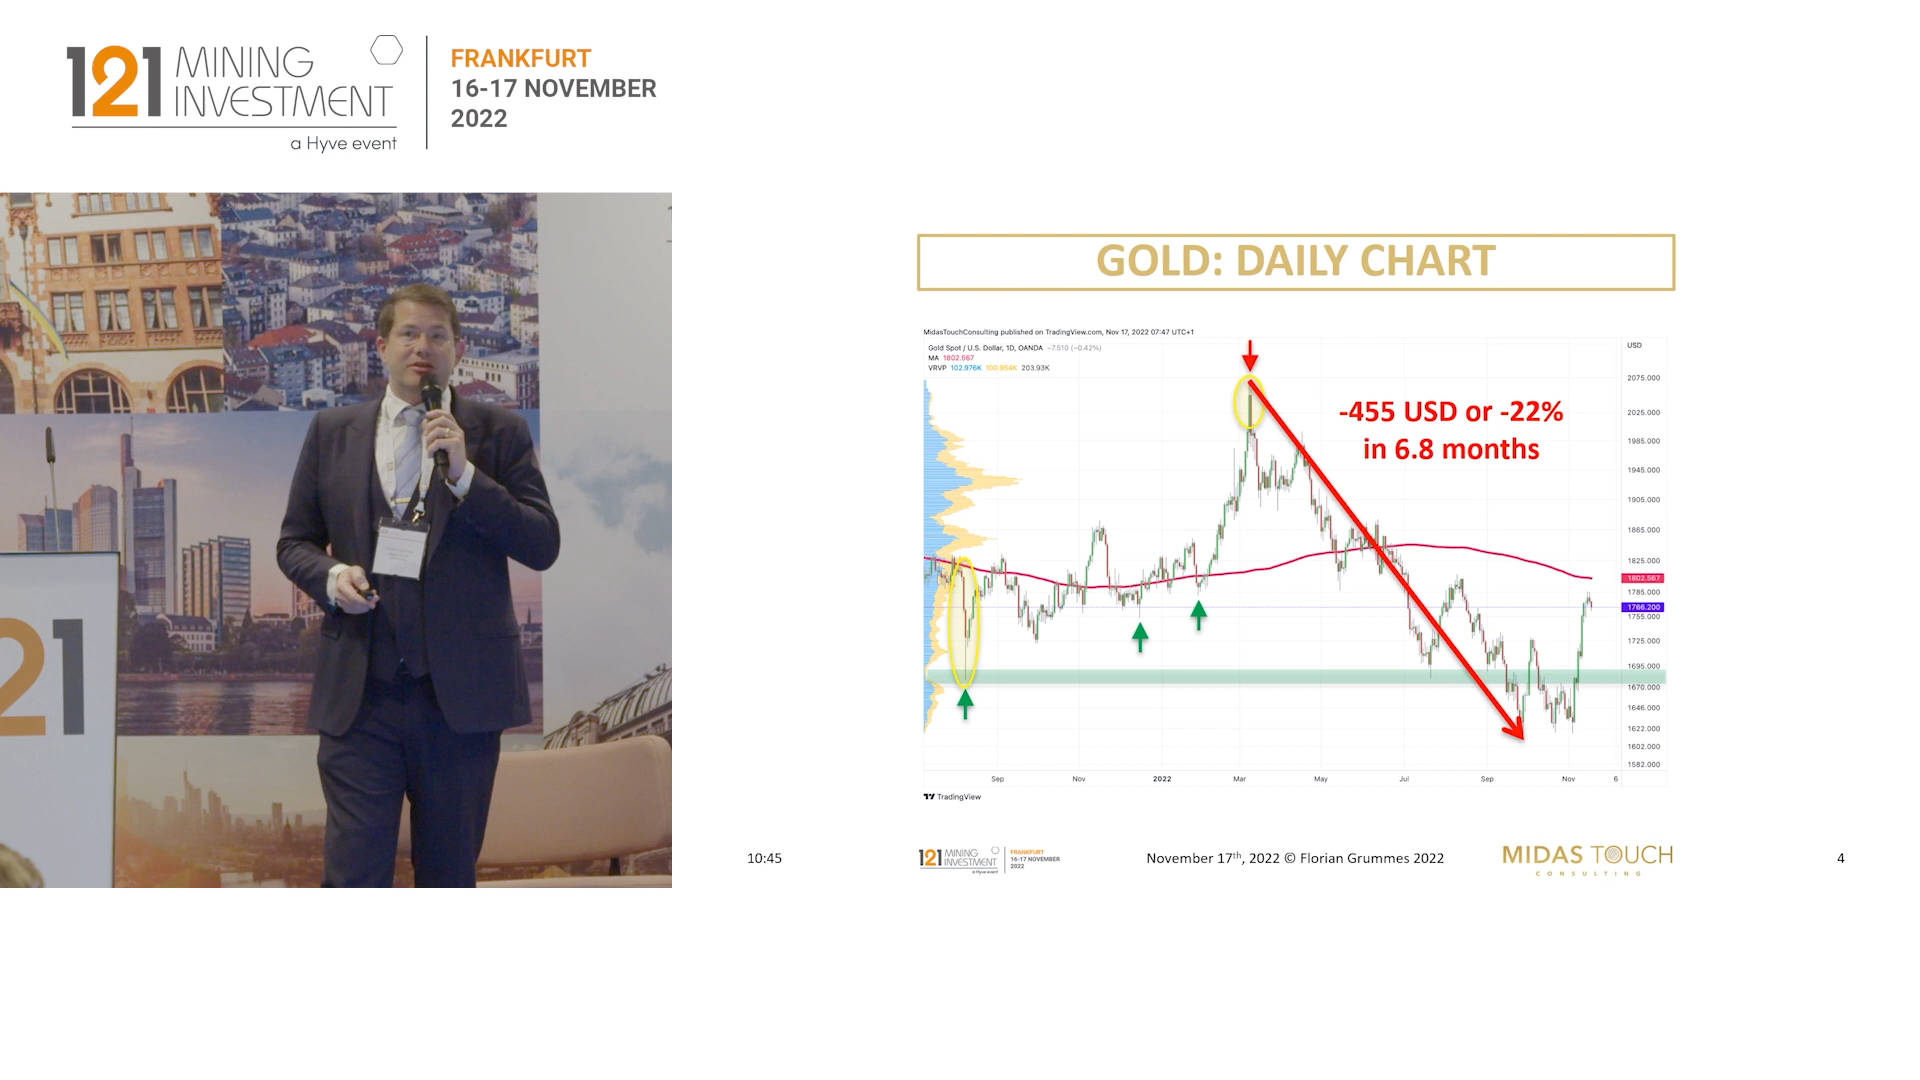 121 MINING INVESTMENT
a Hyve event
FRANKFURT
16-17 NOVEMBER
2022
21
GOLD: DAILY CHART
MidasTouchConsulting published on TradingView.com, Nov 17, 2022 07:47 UTC+1
Gold Spot / U.S. Dollar, 1D, OANDA −7.510 (−0.42%)
MA 1802.567
VRVP 102.976K 100.954K 203.93K
USD
-455 USD or -22%
in 6.8 months
2075.000
2025.000
1985.000
1945.000
1905.000
1865.000
1825.000
1802.567
1785.000
1766.200
1755.000
1725.000
1695.000
1670.000
1646.000
1622.000
1602.000
1582.000
Sep Nov 2022 Mar May Jul Sep Nov 6
TradingView
10:45
121 MINING INVESTMENT
a Hyve event
FRANKFURT
16-17 NOVEMBER
2022
November 17th, 2022 © Florian Grummes 2022
MIDAS TOUCH
CONSULTING
4